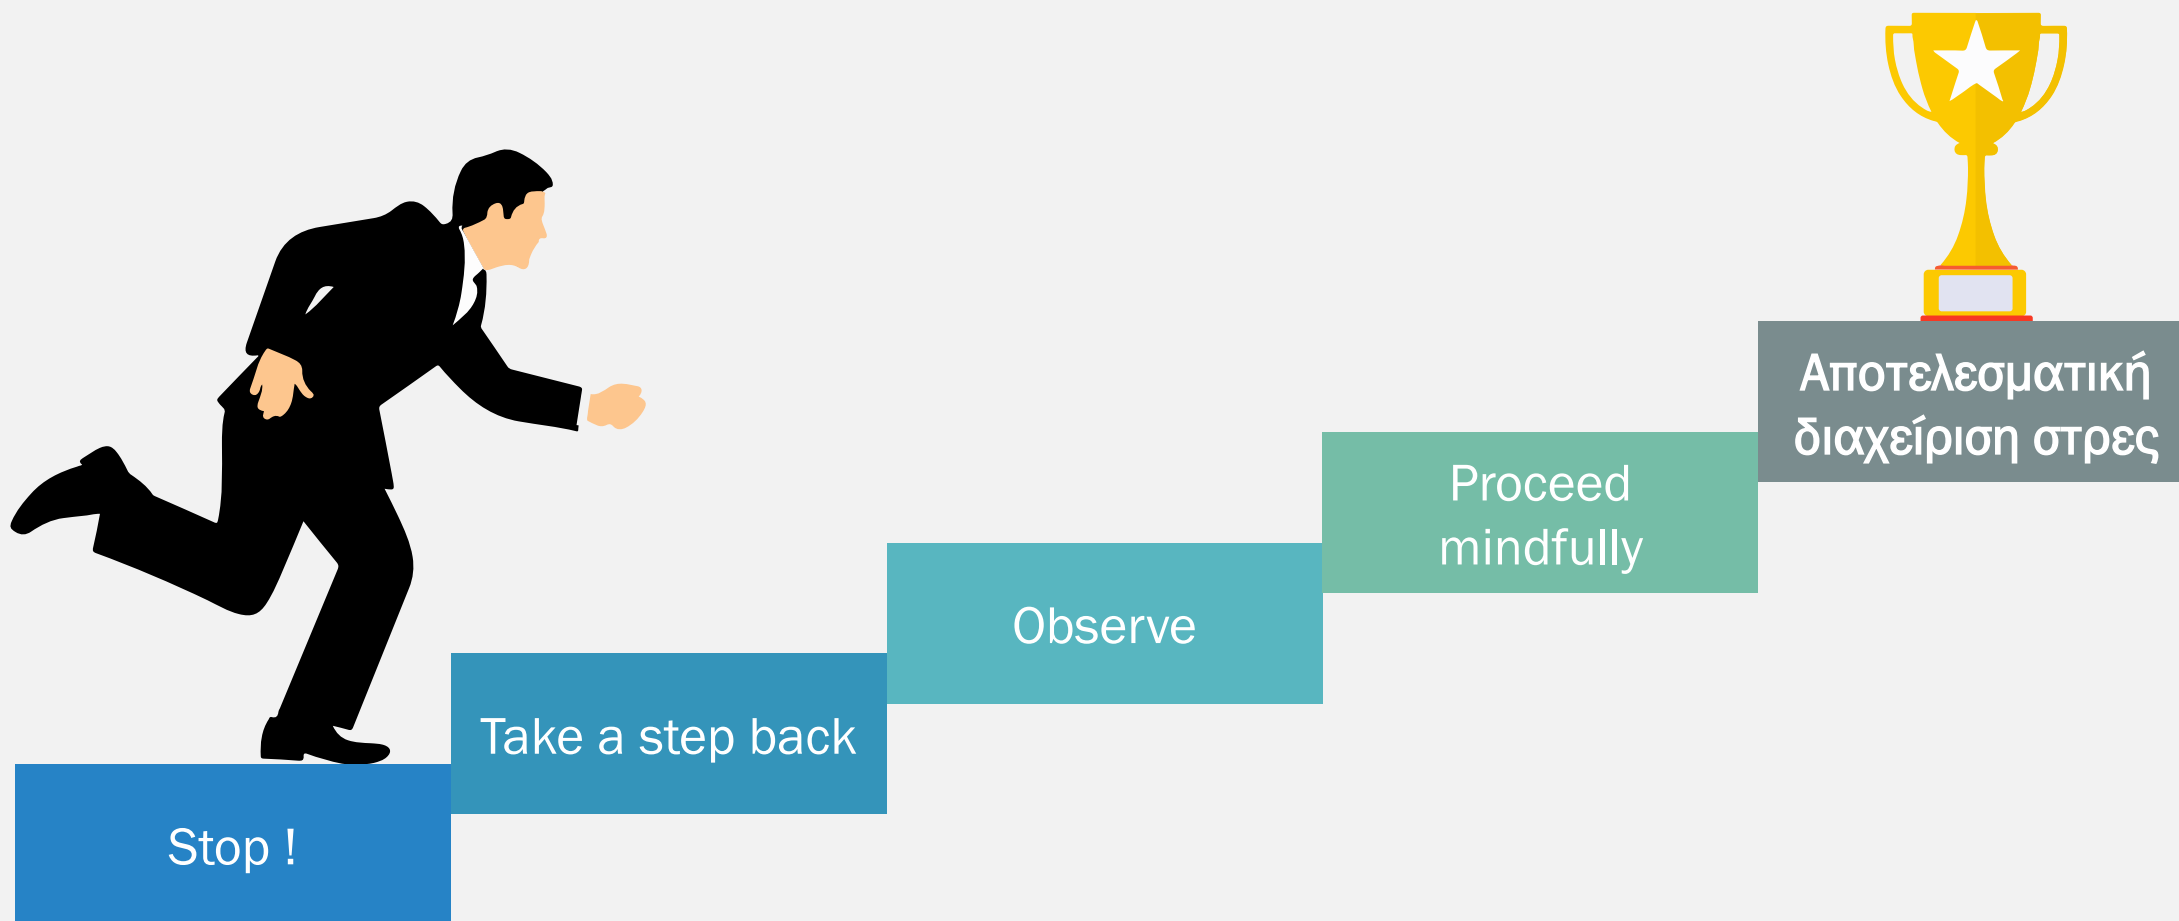 Αποτελεσματική
διαχείριση στρες
Proceed
mindfully
Observe
Take a step back
Stop !